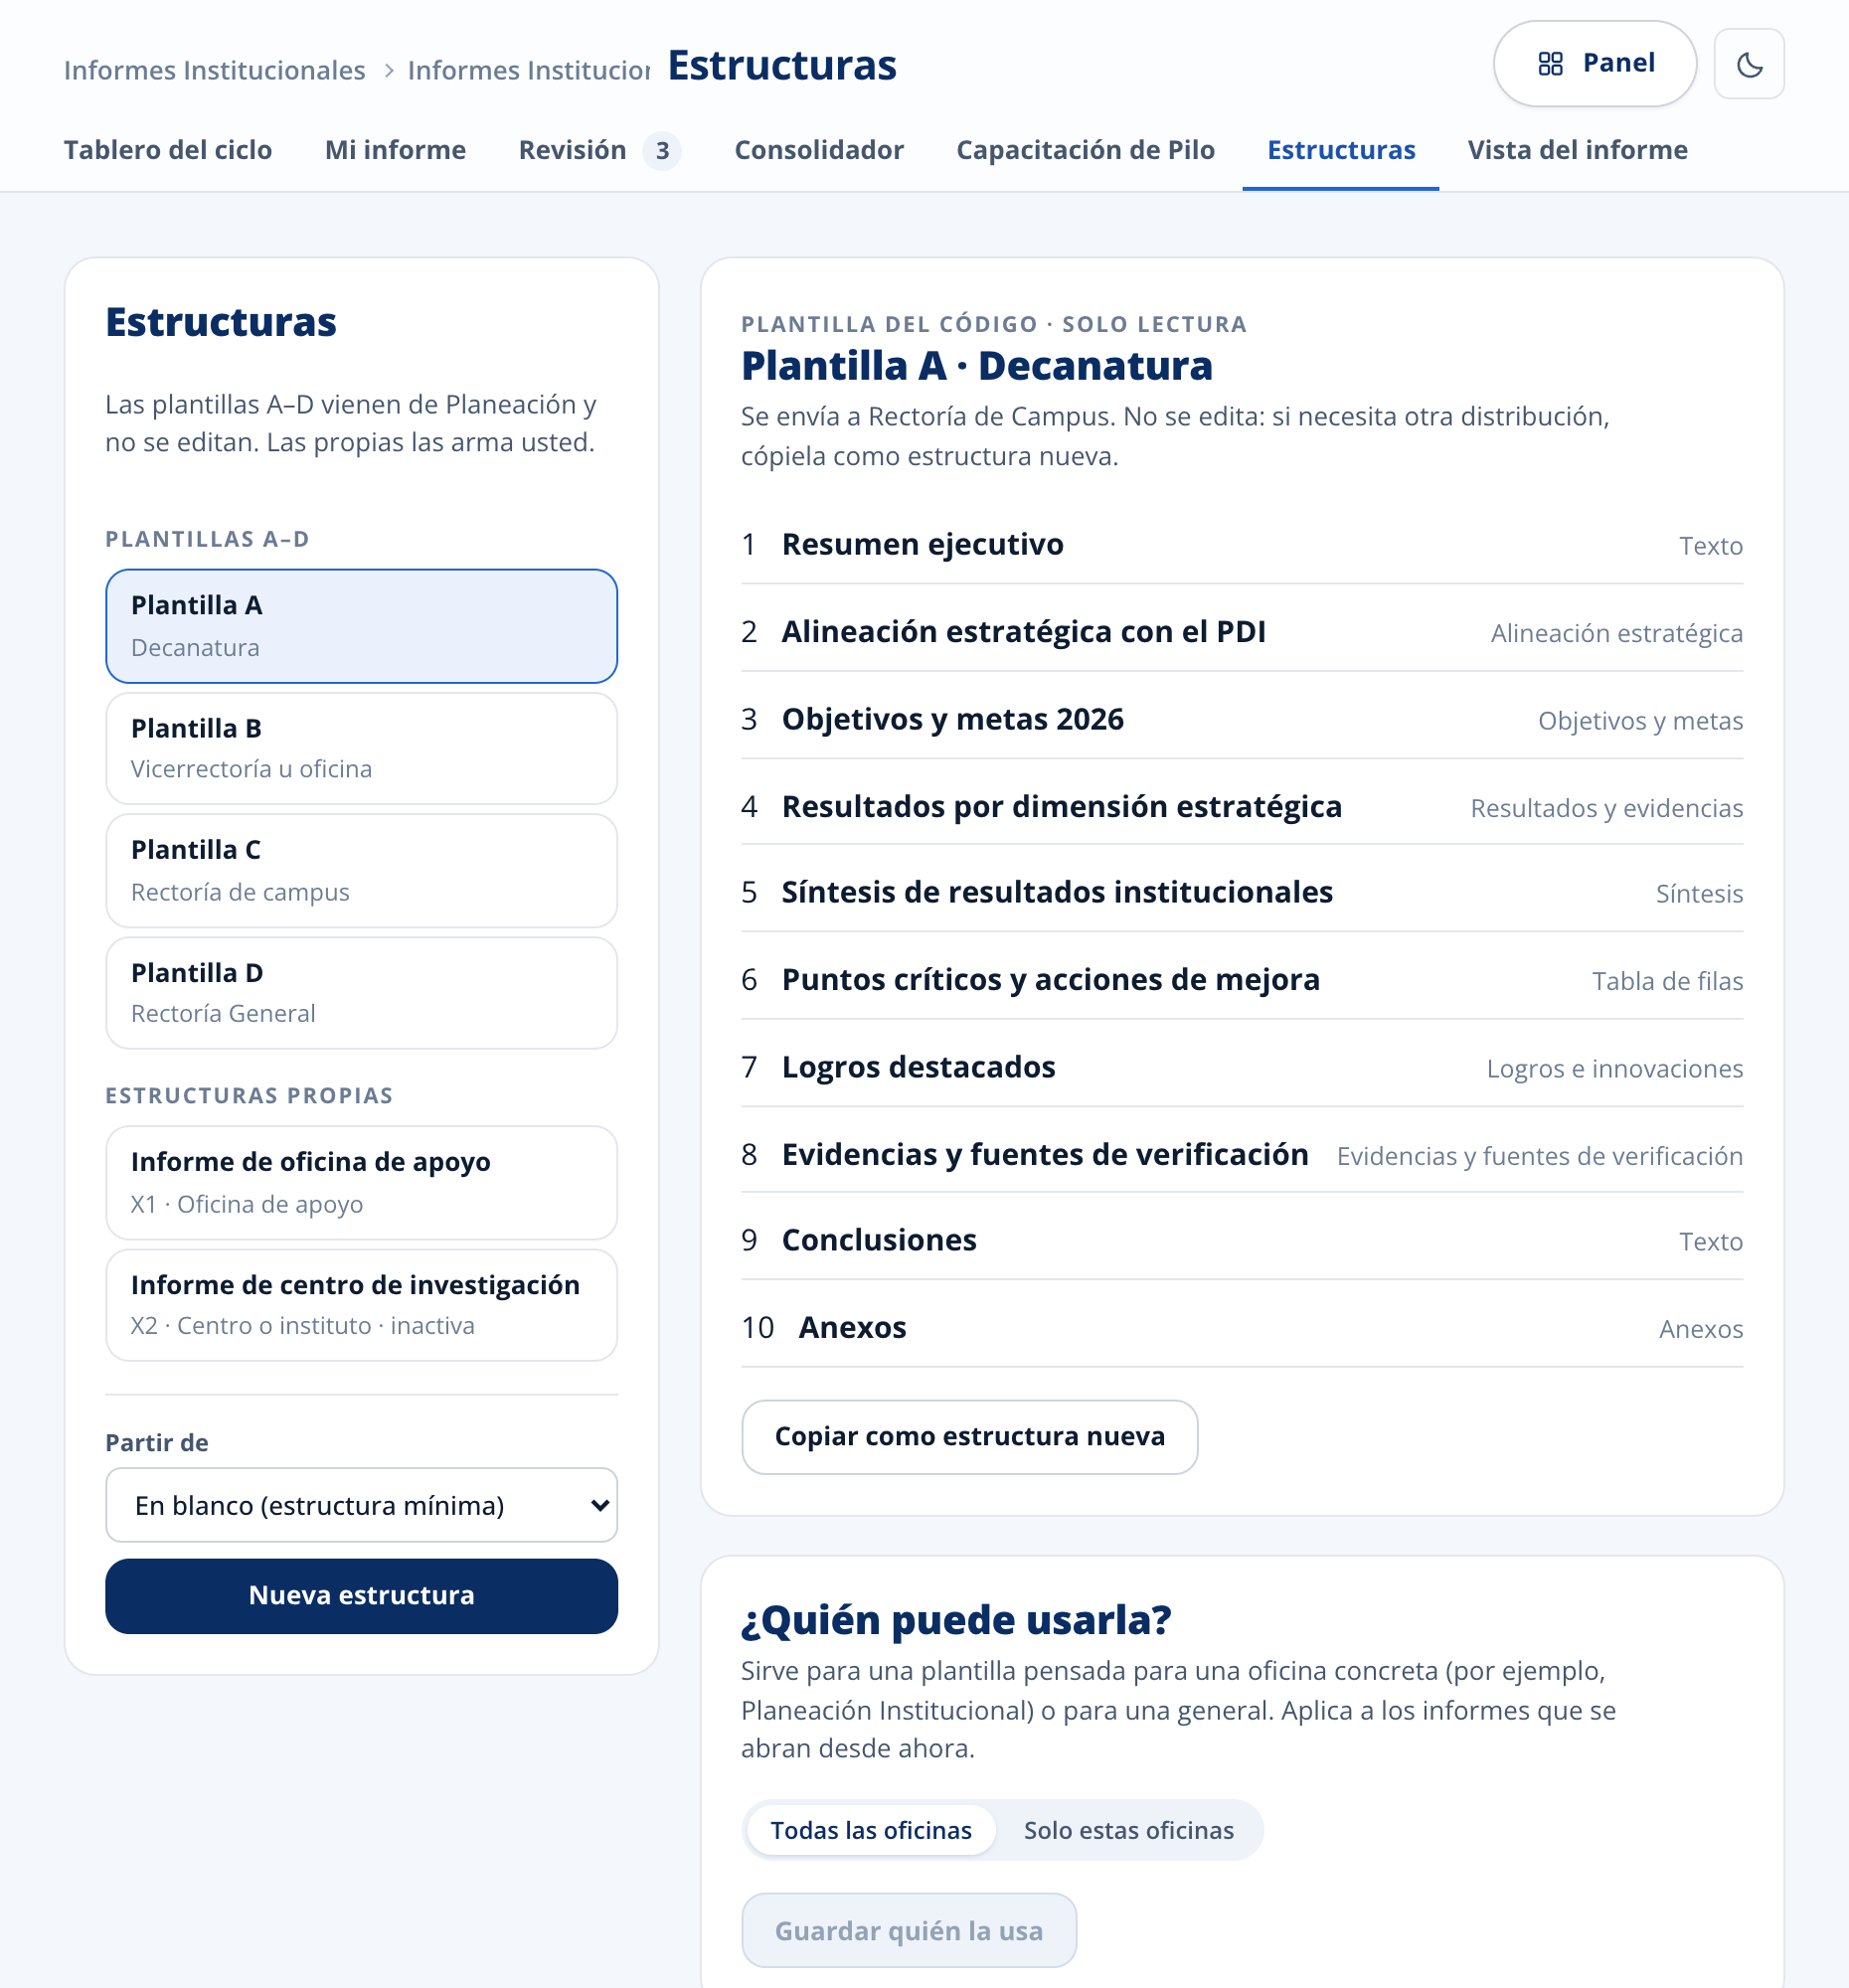 Informes Institucionales > Informes Institucior Estructuras
Panel
Tablero del ciclo Mi informe Revisión 3 Consolidador Capacitación de Pilo Estructuras Vista del informe
Estructuras
Las plantillas A–D vienen de Planeación y
no se editan. Las propias las arma usted.
PLANTILLAS A–D
Plantilla A
Decanatura
Plantilla B
Vicerrectoría u oficina
Plantilla C
Rectoría de campus
Plantilla D
Rectoría General
ESTRUCTURAS PROPIAS
Informe de oficina de apoyo
X1 · Oficina de apoyo
Informe de centro de investigación
X2 · Centro o instituto · inactiva
Partir de
En blanco (estructura mínima)
Nueva estructura
PLANTILLA DEL CÓDIGO · SOLO LECTURA
Plantilla A · Decanatura
Se envía a Rectoría de Campus. No se edita: si necesita otra distribución,
cópiela como estructura nueva.
1 Resumen ejecutivo Texto
2 Alineación estratégica con el PDI Alineación estratégica
3 Objetivos y metas 2026 Objetivos y metas
4 Resultados por dimensión estratégica Resultados y evidencias
5 Síntesis de resultados institucionales Síntesis
6 Puntos críticos y acciones de mejora Tabla de filas
7 Logros destacados Logros e innovaciones
8 Evidencias y fuentes de verificación Evidencias y fuentes de verificación
9 Conclusiones Texto
10 Anexos Anexos
Copiar como estructura nueva
¿Quién puede usarla?
Sirve para una plantilla pensada para una oficina concreta (por ejemplo,
Planeación Institucional) o para una general. Aplica a los informes que se
abran desde ahora.
Todas las oficinas Solo estas oficinas
Guardar quién la usa